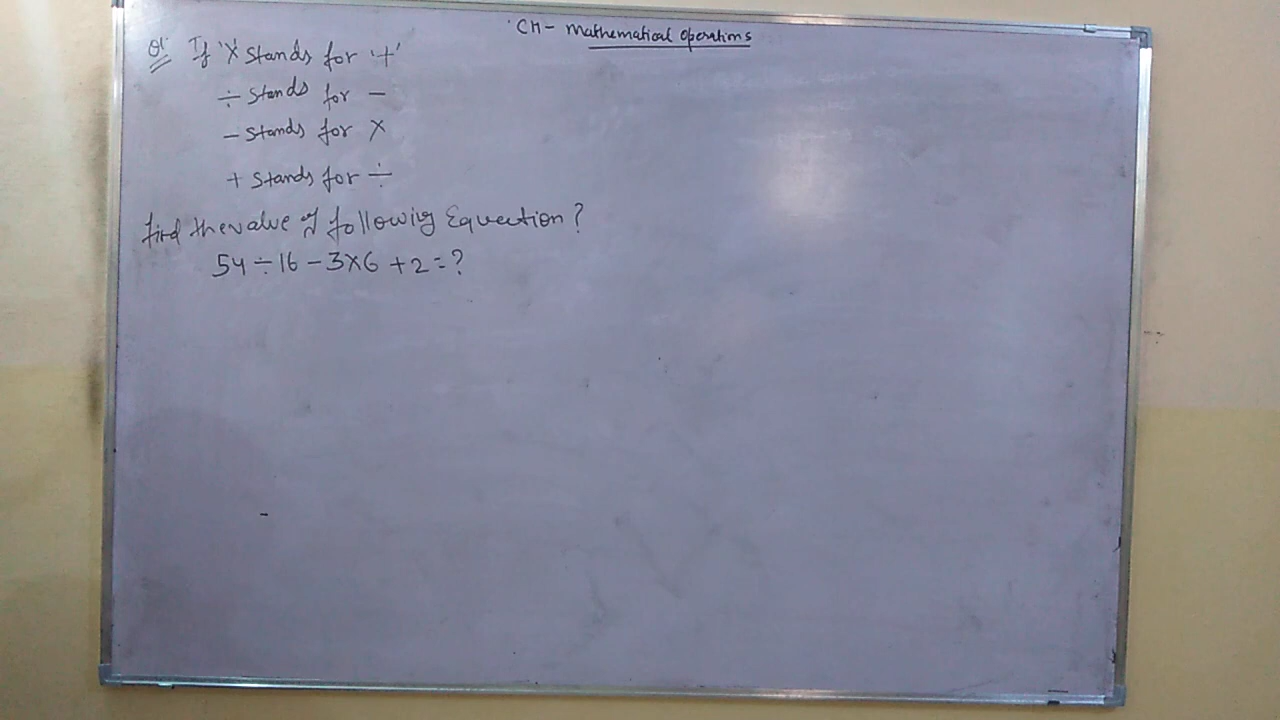 CH- Mathematical Operations
Q1. If 'X' Stands for '+'
÷ Stands for -
- Stands for X
+ Stands for ÷
find the value of following Equection?
54 ÷ 16 - 3 X 6 + 2 = ?